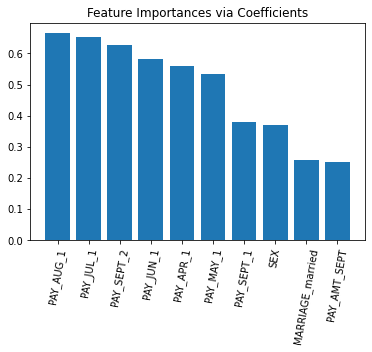 Feature Importances via Coefficients
0.6
0.5
0.4
0.3
0.2
0.1
0.0
PAY_AUG_1
PAY_JUL_1
PAY_SEPT_2
PAY_JUN_1
PAY_APR_1
PAY_MAY_1
PAY_SEPT_1
SEX
MARRIAGE_married
PAY_AMT_SEPT